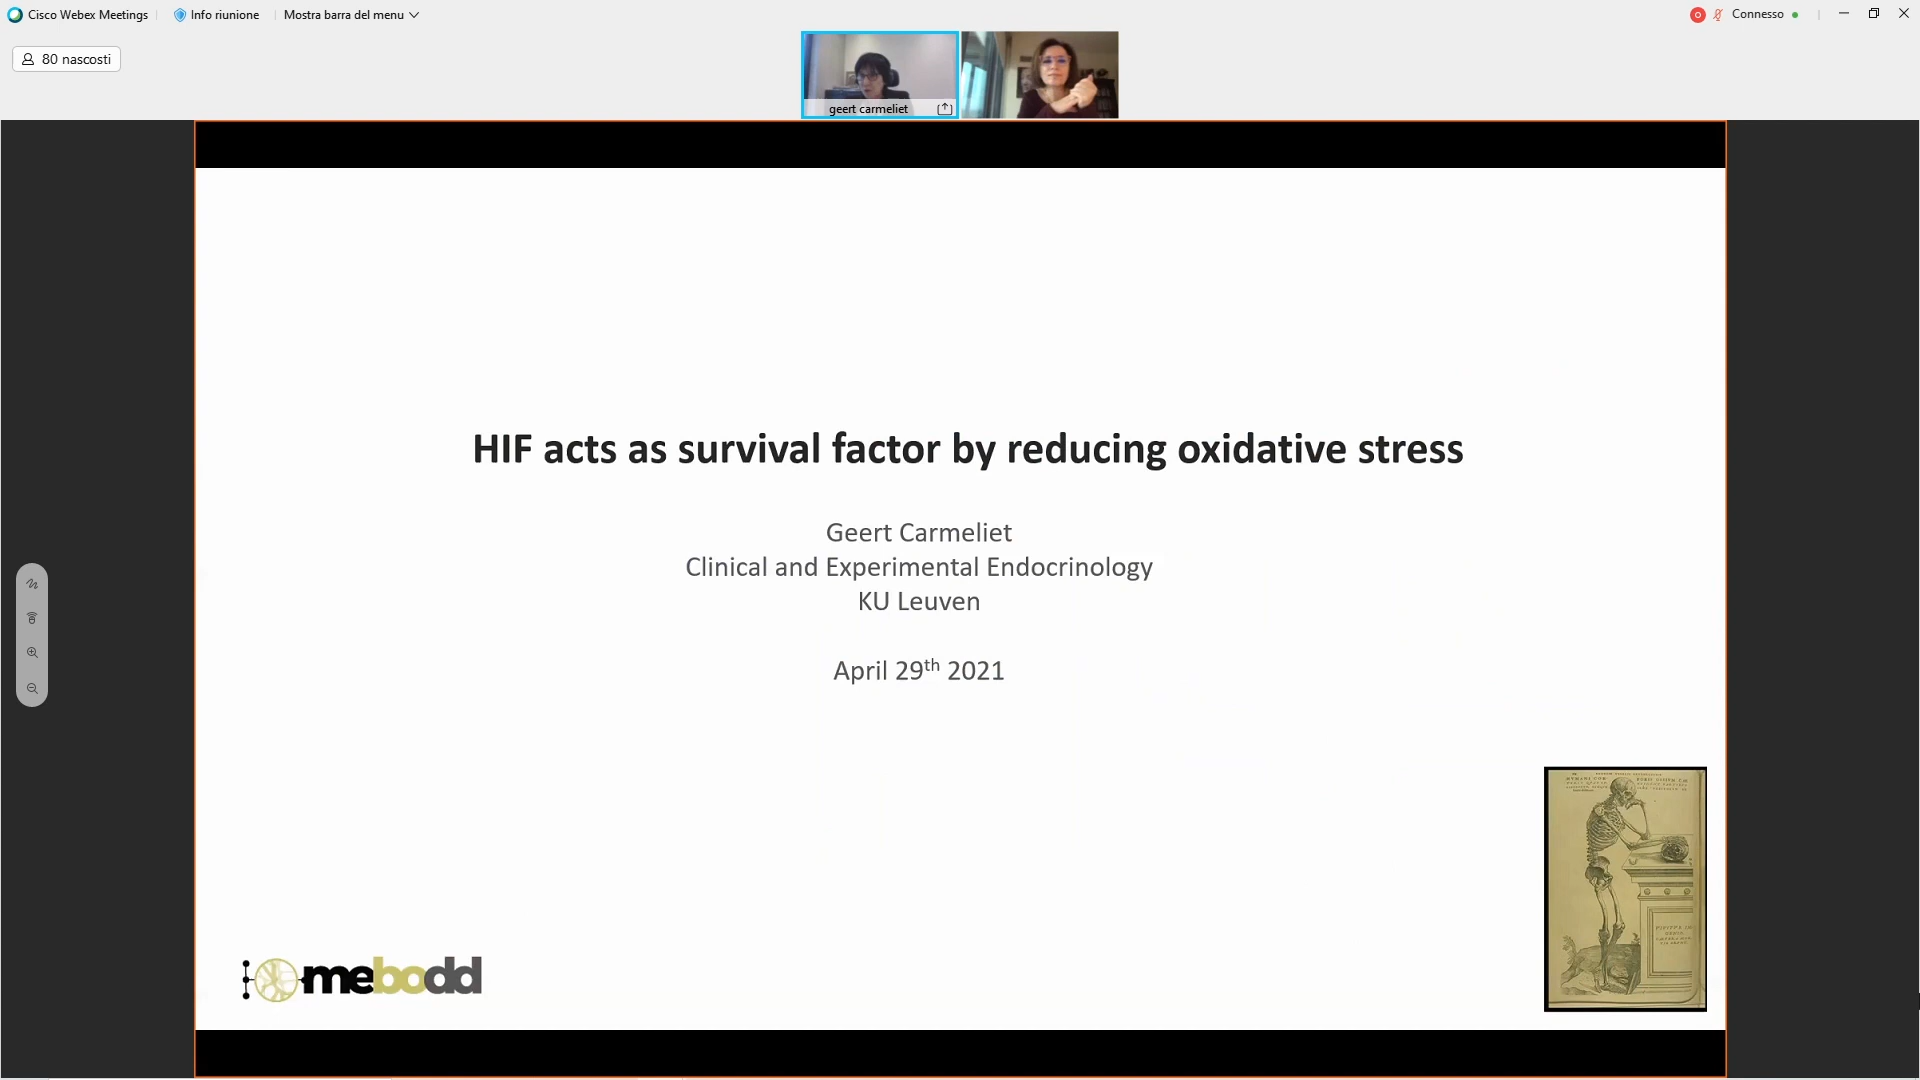 Cisco Webex Meetings
Info riunione
Mostra barra del menu
Connesso
80 nascosti
geert carmeliet
HIF acts as survival factor by reducing oxidative stress
Geert Carmeliet
Clinical and Experimental Endocrinology
KU Leuven
April 29th 2021
mebodd